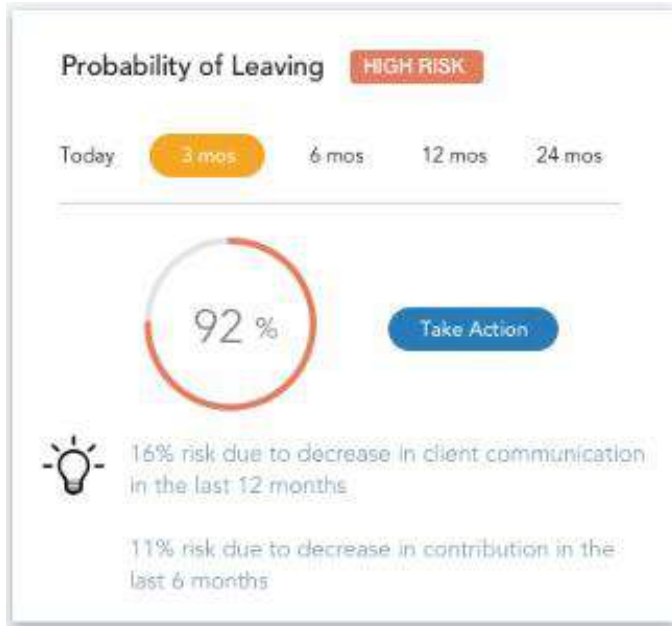 Probability of Leaving HIGH RISK
Today 3 mos 6 mos 12 mos 24 mos
92 % Take Action
16% risk due to decrease in client communication
in the last 12 months
11% risk due to decrease in contribution in the
last 6 months